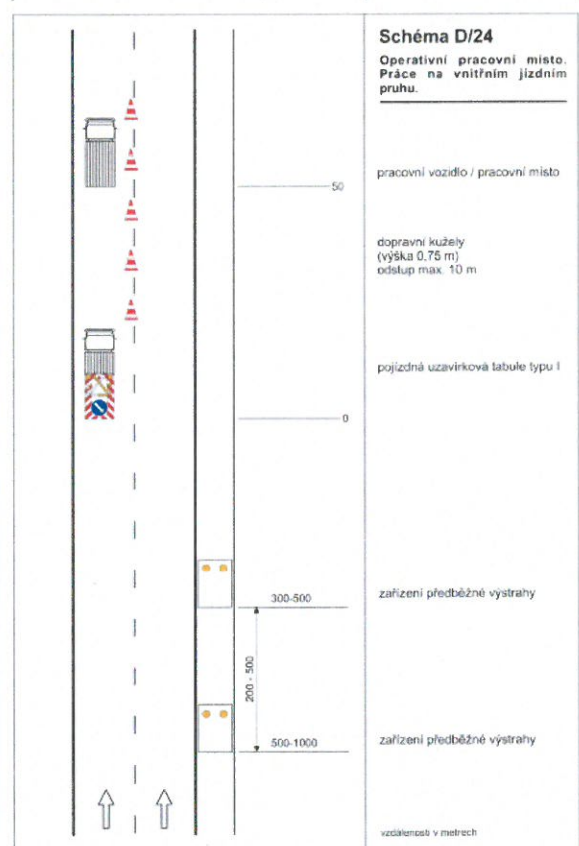 Schéma D/24
Operativní pracovní místo.
Práce na vnitřním jízdním
pruhu.
pracovní vozidlo / pracovní místo
50
dopravní kužely
(výška 0,75 m)
odstup max. 10 m
pojízdná uzavírková tabule typu I
0
300-500
zařízení předběžné výstrahy
200 - 500
500-1000
zařízení předběžné výstrahy
vzdálenosti v metrech